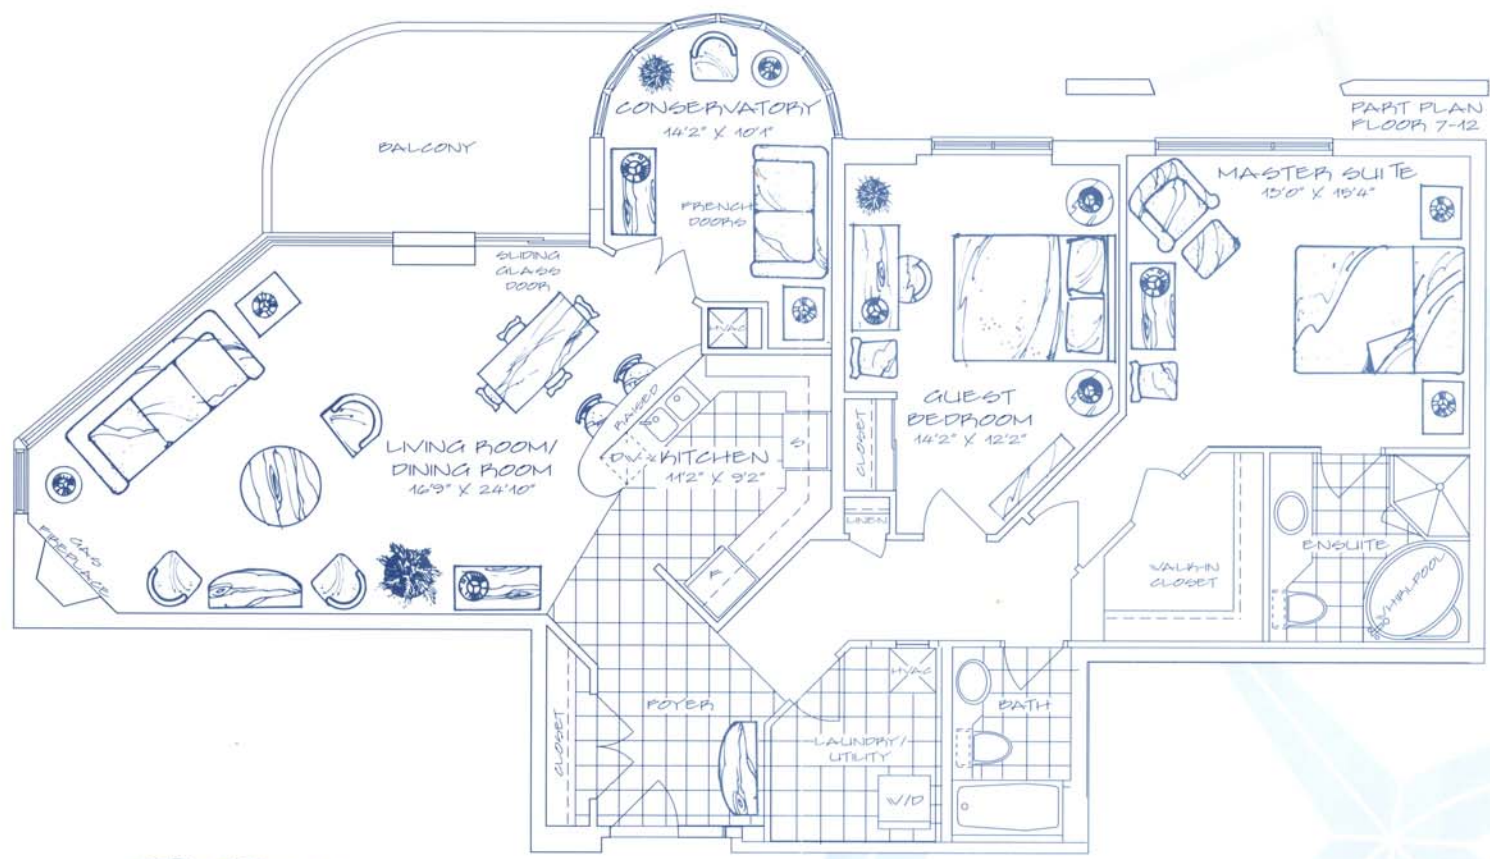 CONSERVATORY
14'2" X 10'1"
PART PLAN
FLOOR 7-12
BALCONY
MASTER SUITE
13'0" X 15'4"
FRENCH
DOORS
SLIDING
GLASS
DOOR
HVAC
RAISED
GUEST
BEDROOM
14'2" X 12'2"
LIVING ROOM/
DINING ROOM
16'9" X 24'10"
DW
KITCHEN
11'2" X 9'2"
S
CLOSET
LINEN
GAS
FIREPLACE
F
ENSUITE
WALK-IN
CLOSET
WHIRLPOOL
HVAC
FOYER
BATH
CLOSET
LAUNDRY/
UTILITY
W/D